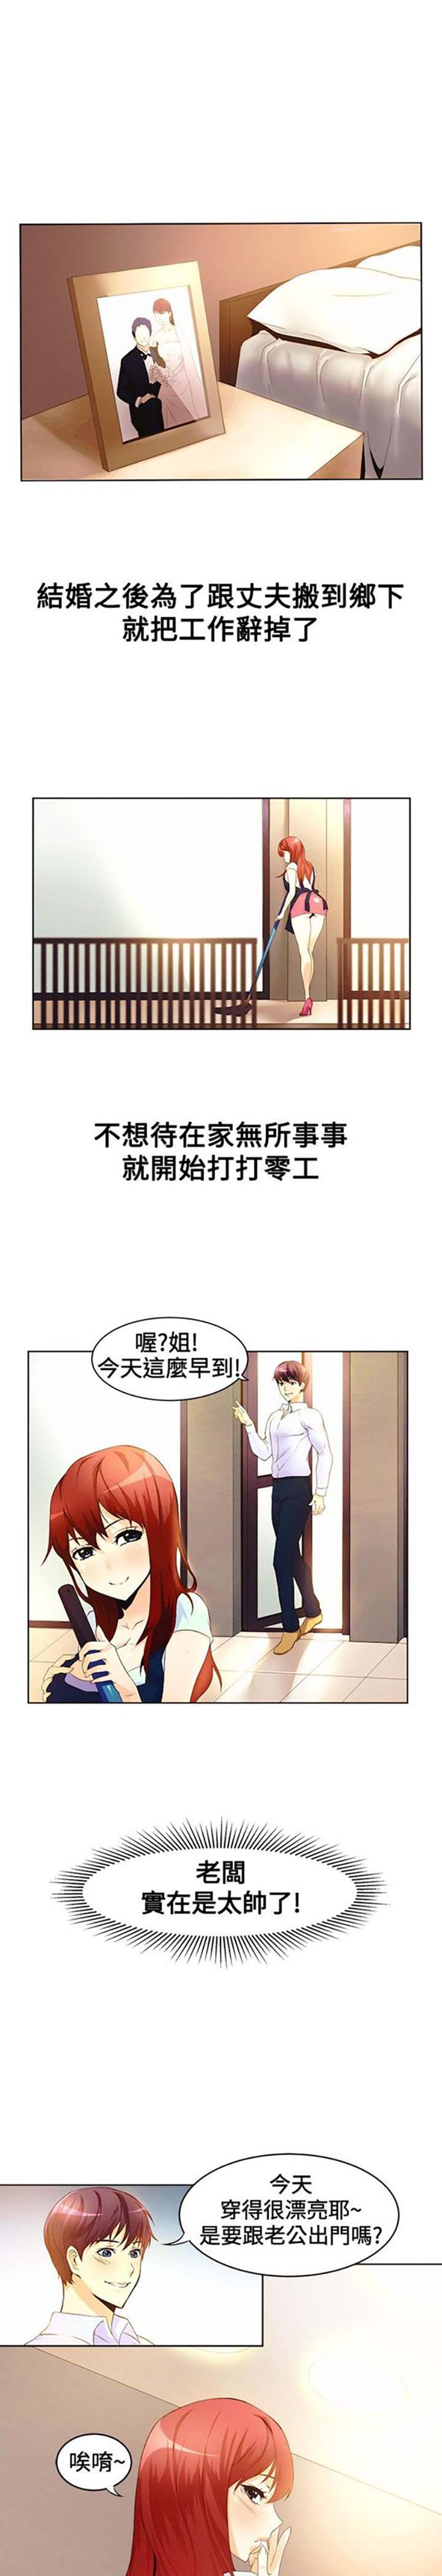 結婚之後為了跟丈夫搬到鄉下
就把工作辭掉了
不想待在家無所事事
就開始打打零工
喔?姐!
今天這麼早到!
老闆
實在是太帥了!
今天
穿得很漂亮耶~
是要跟老公出門嗎?
唉唷~